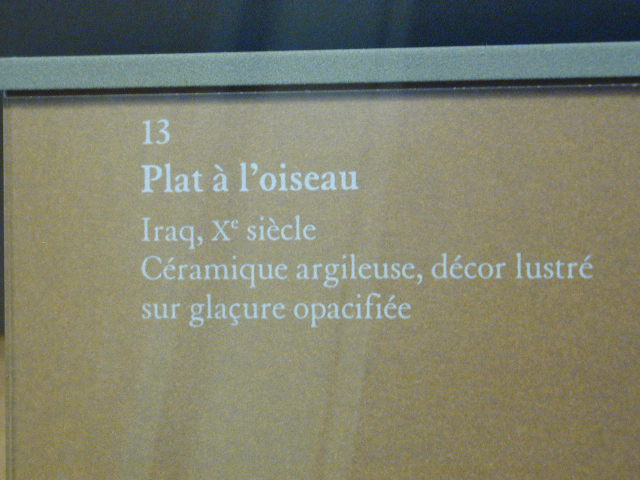 13
Plat à l'oiseau
Iraq, Xe siècle
Céramique argileuse, décor lustré
sur glaçure opacifiée